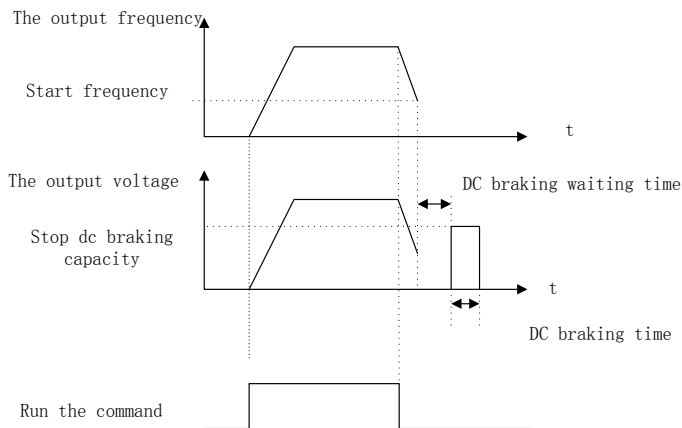 The output frequency
Start frequency
t
The output voltage
DC braking waiting time
Stop dc braking
capacity
t
DC braking time
Run the command